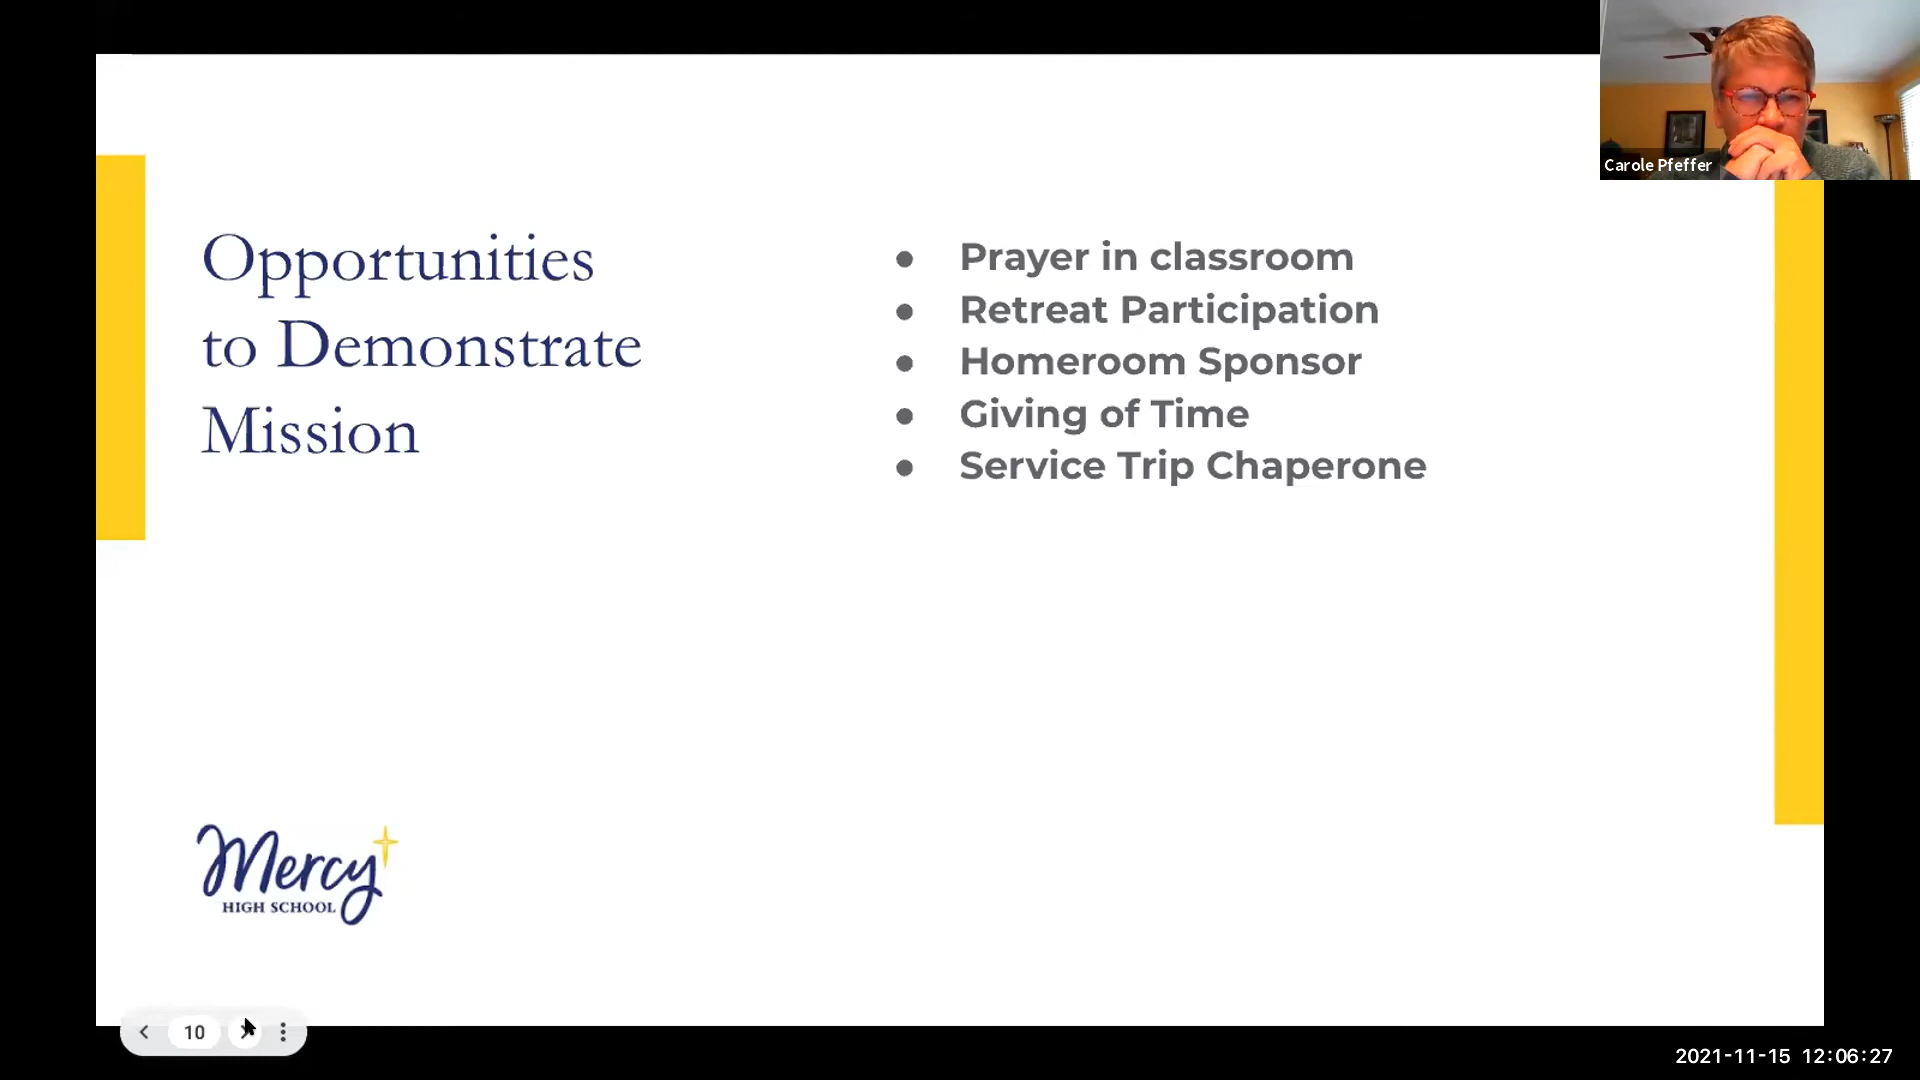 Carole Pfeffer
Opportunities
to Demonstrate
Mission
● Prayer in classroom
● Retreat Participation
● Homeroom Sponsor
● Giving of Time
● Service Trip Chaperone
Mercy
HIGH SCHOOL
10
2021-11-15 12:06:27